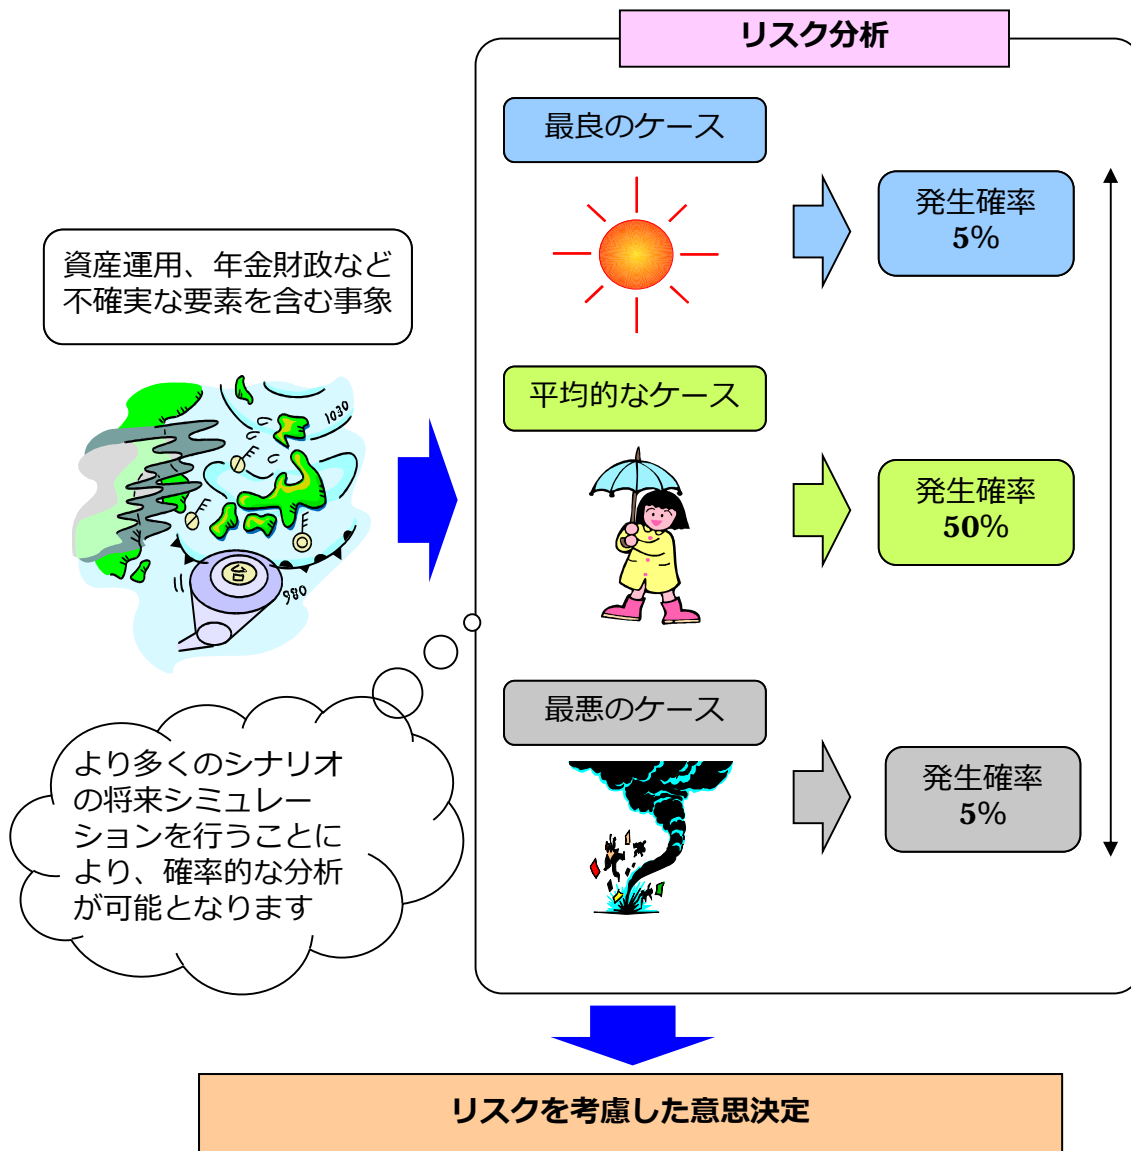 リスク分析
最良のケース
発生確率
5%
資産運用、年金財政など
不確実な要素を含む事象
1030
台
980
平均的なケース
発生確率
50%
最悪のケース
発生確率
5%
より多くのシナリオ
の将来シミュレー
ションを行うことに
より、確率的な分析
が可能となります
リスクを考慮した意思決定